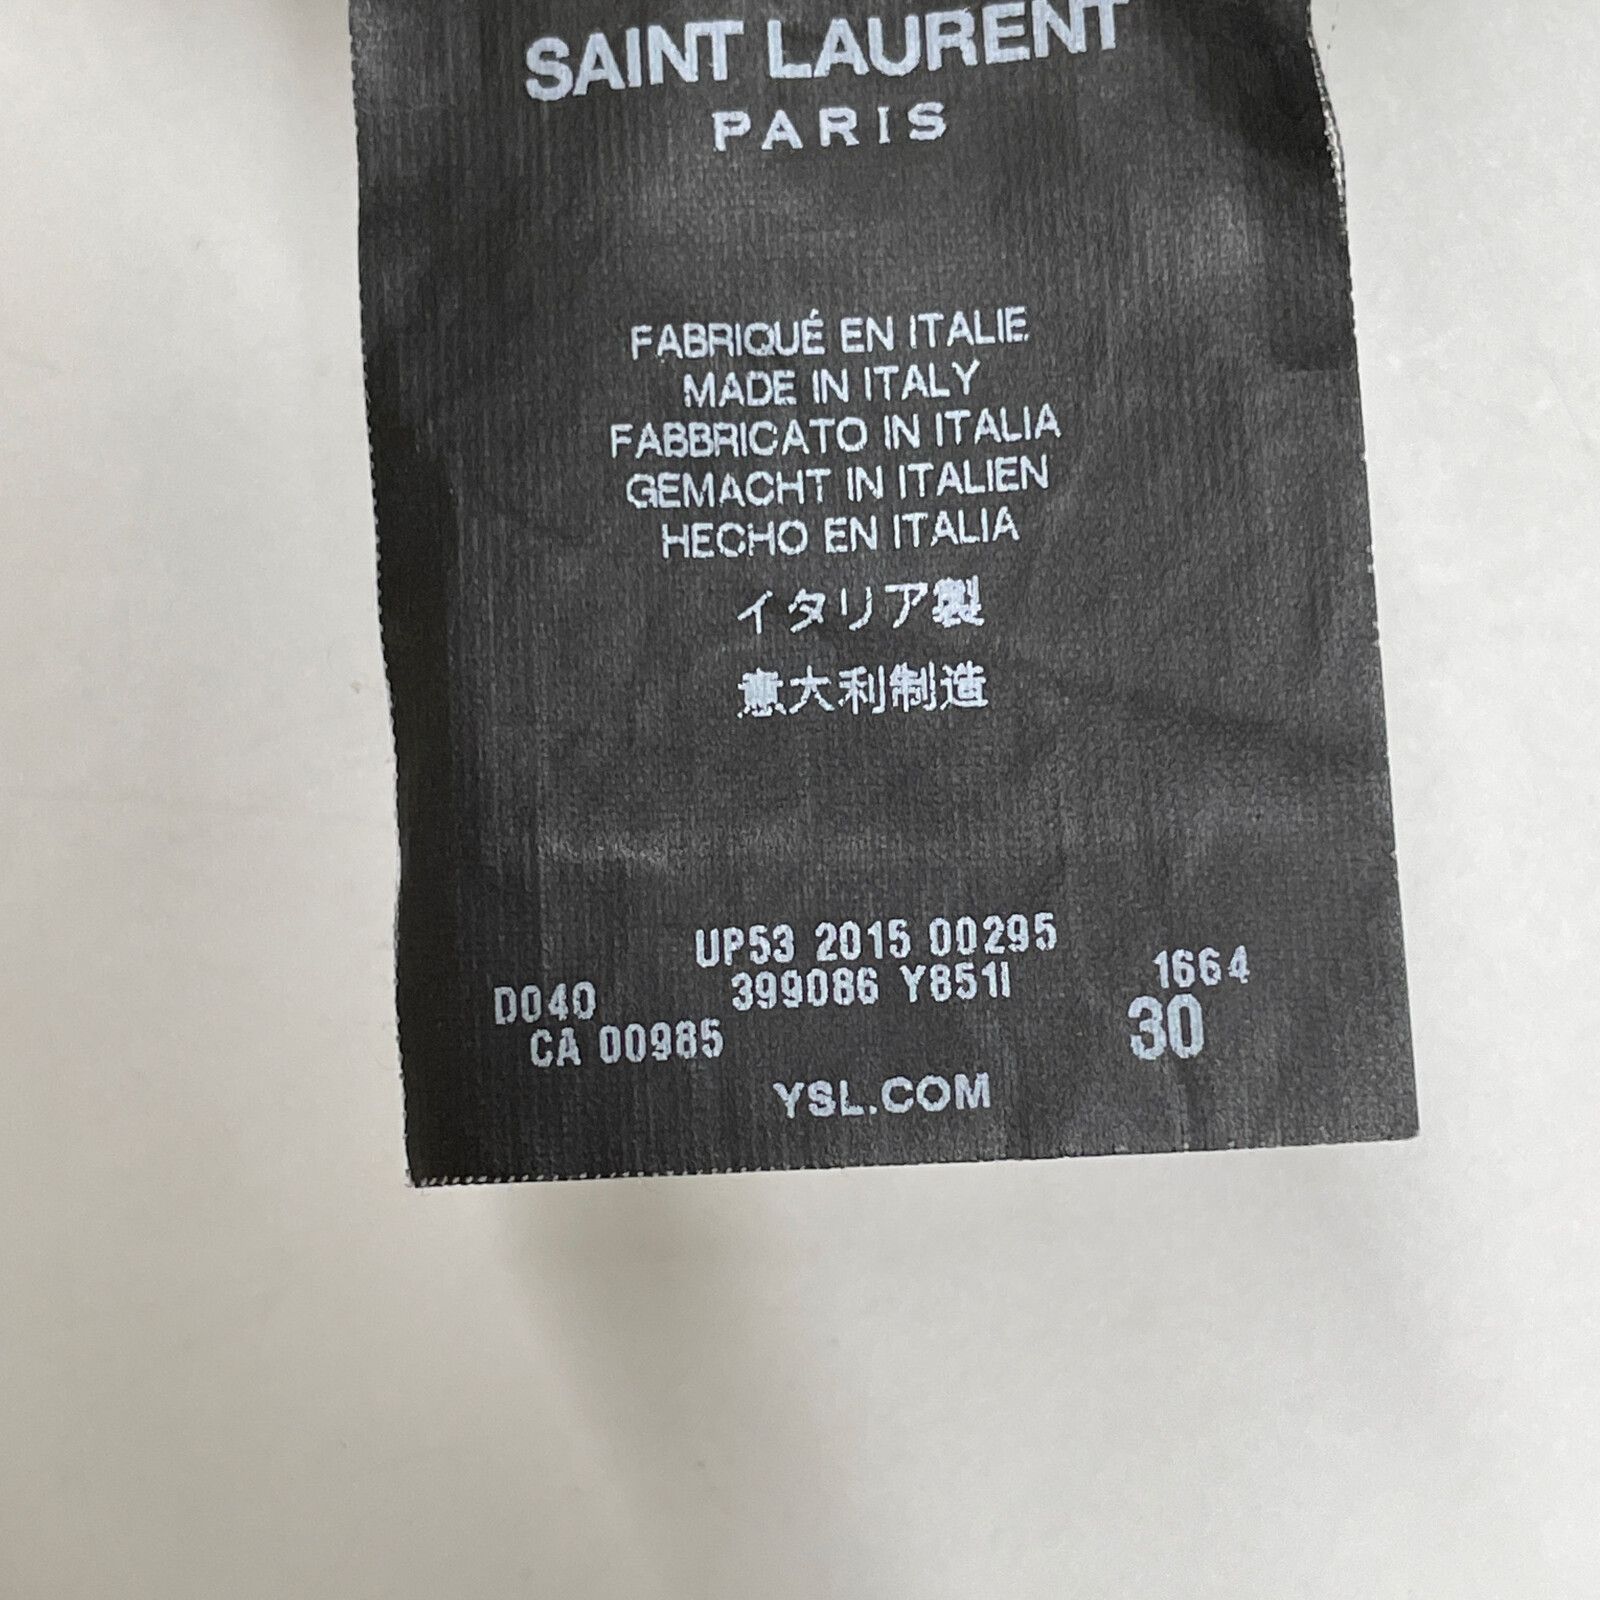 SAINT LAURENT
PARIS
FABRIQUÉ EN ITALIE
MADE IN ITALY
FABBRICATO IN ITALIA
GEMACHT IN ITALIEN
HECHO EN ITALIA
イタリア製
意大利制造
UP53 2015 00295
D040 399086 Y851I 1664
CA 00985 30
YSL.COM